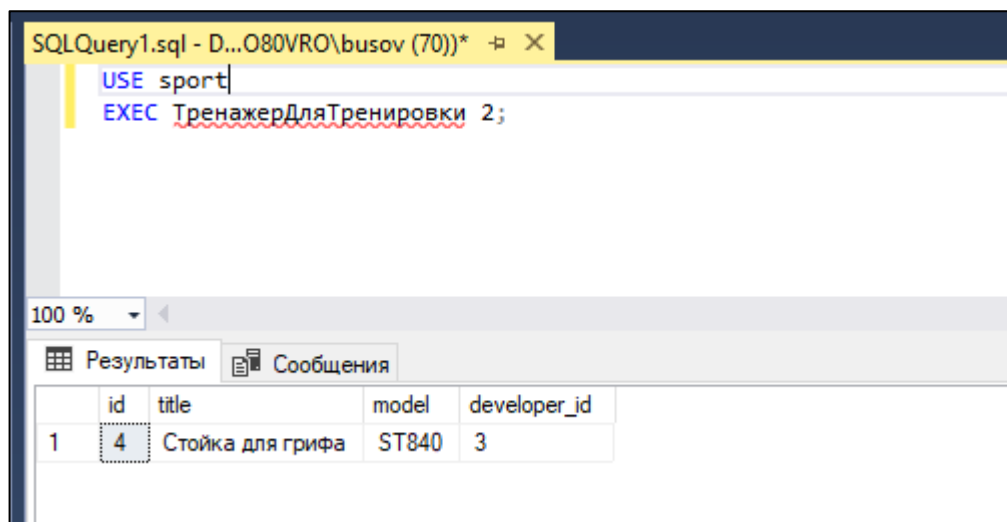 SQLQuery1.sql - D...O80VRO\busov (70))*
USE sport
EXEC ТренажерДляТренировки 2;
100 %
Результаты Сообщения
id title model developer_id
1 4 Стойка для грифа ST840 3